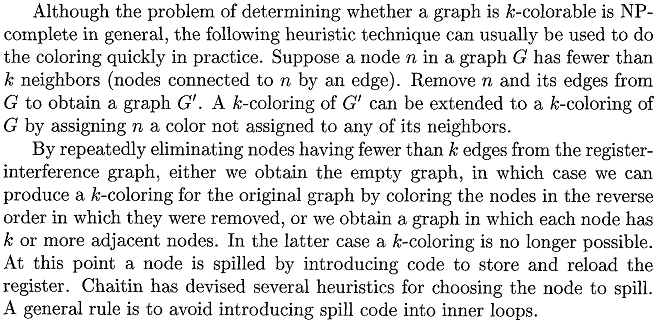 Although the problem of determining whether a graph is k-colorable is NP-
complete in general, the following heuristic technique can usually be used to do
the coloring quickly in practice. Suppose a node n in a graph G has fewer than
k neighbors (nodes connected to n by an edge). Remove n and its edges from
G to obtain a graph G′. A k-coloring of G′ can be extended to a k-coloring of
G by assigning n a color not assigned to any of its neighbors.
By repeatedly eliminating nodes having fewer than k edges from the register-
interference graph, either we obtain the empty graph, in which case we can
produce a k-coloring for the original graph by coloring the nodes in the reverse
order in which they were removed, or we obtain a graph in which each node has
k or more adjacent nodes. In the latter case a k-coloring is no longer possible.
At this point a node is spilled by introducing code to store and reload the
register. Chaitin has devised several heuristics for choosing the node to spill.
A general rule is to avoid introducing spill code into inner loops.